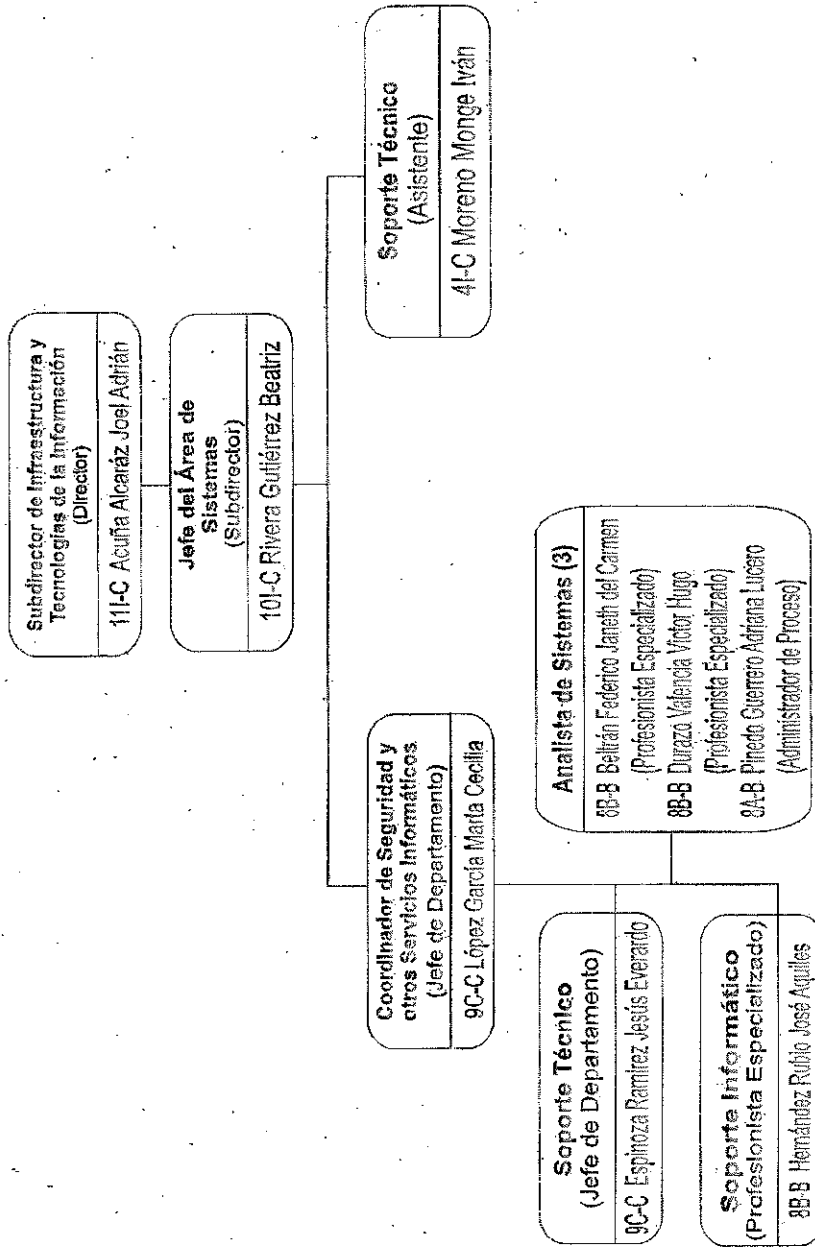 Subdirector de Infraestructura y
Tecnologías de la Información
(Director)
11I-C Acuña Alcaráz Joel Adrián
Jefe del Área de
Sistemas
(Subdirector)
10I-C Rivera Gutiérrez Beatriz
Coordinador de Seguridad y
otros Servicios Informáticos
(Jefe de Departamento)
9C-C López García María Cecilia
Soporte Técnico
(Asistente)
4I-C Moreno Monge Iván
Soporte Técnico
(Jefe de Departamento)
9C-C Espinoza Ramírez Jesús Everardo
Analista de Sistemas (3)
8B-B Beltrán Federico Janeth del Carmen
(Profesionista Especializado)
8B-B Durazo Valencia Victor Hugo
(Profesionista Especializado)
8A-B Pinedo Guerrero Adriana Lucero
(Administrador de Proceso)
Soporte Informático
(Profesionista Especializado)
8B-B Hernández Rubio José Aquiles